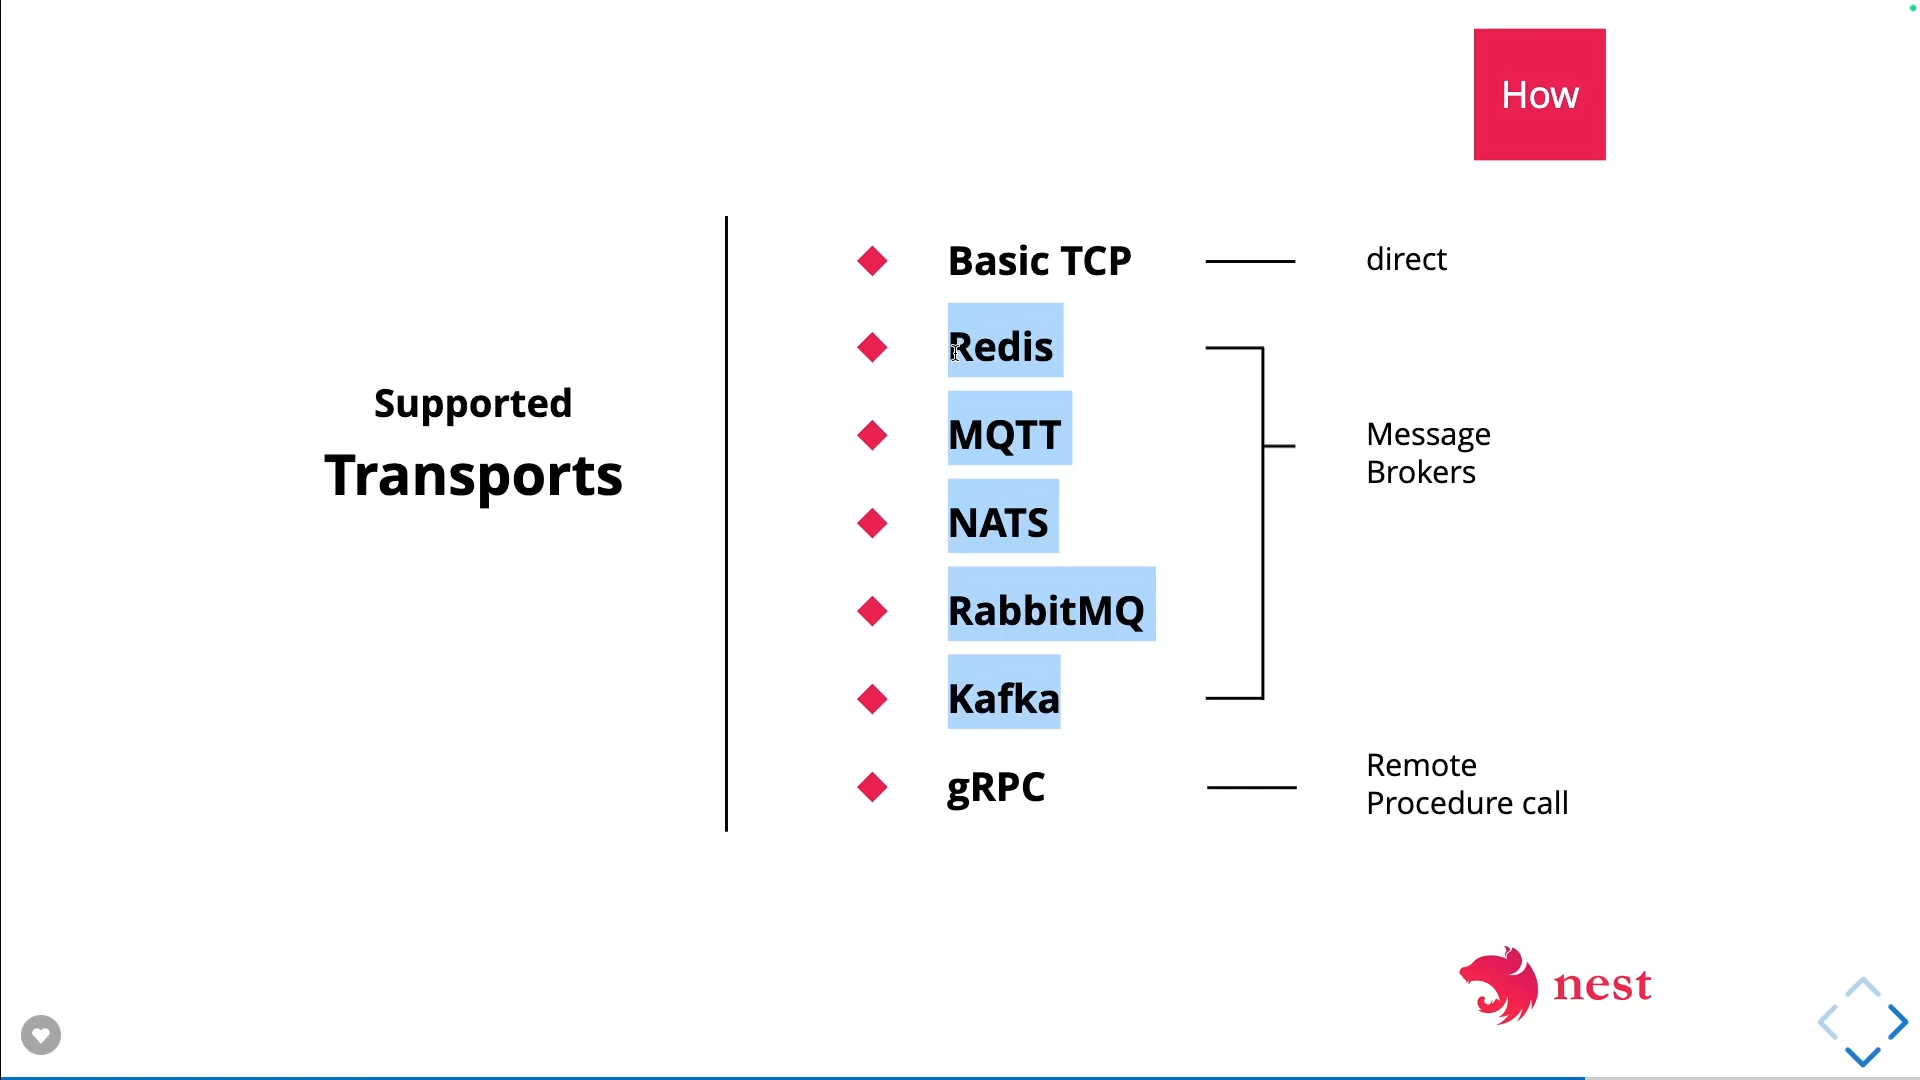 How
Supported
Transports
Basic TCP
direct
Redis
MQTT
NATS
RabbitMQ
Kafka
Message
Brokers
gRPC
Remote
Procedure call
nest